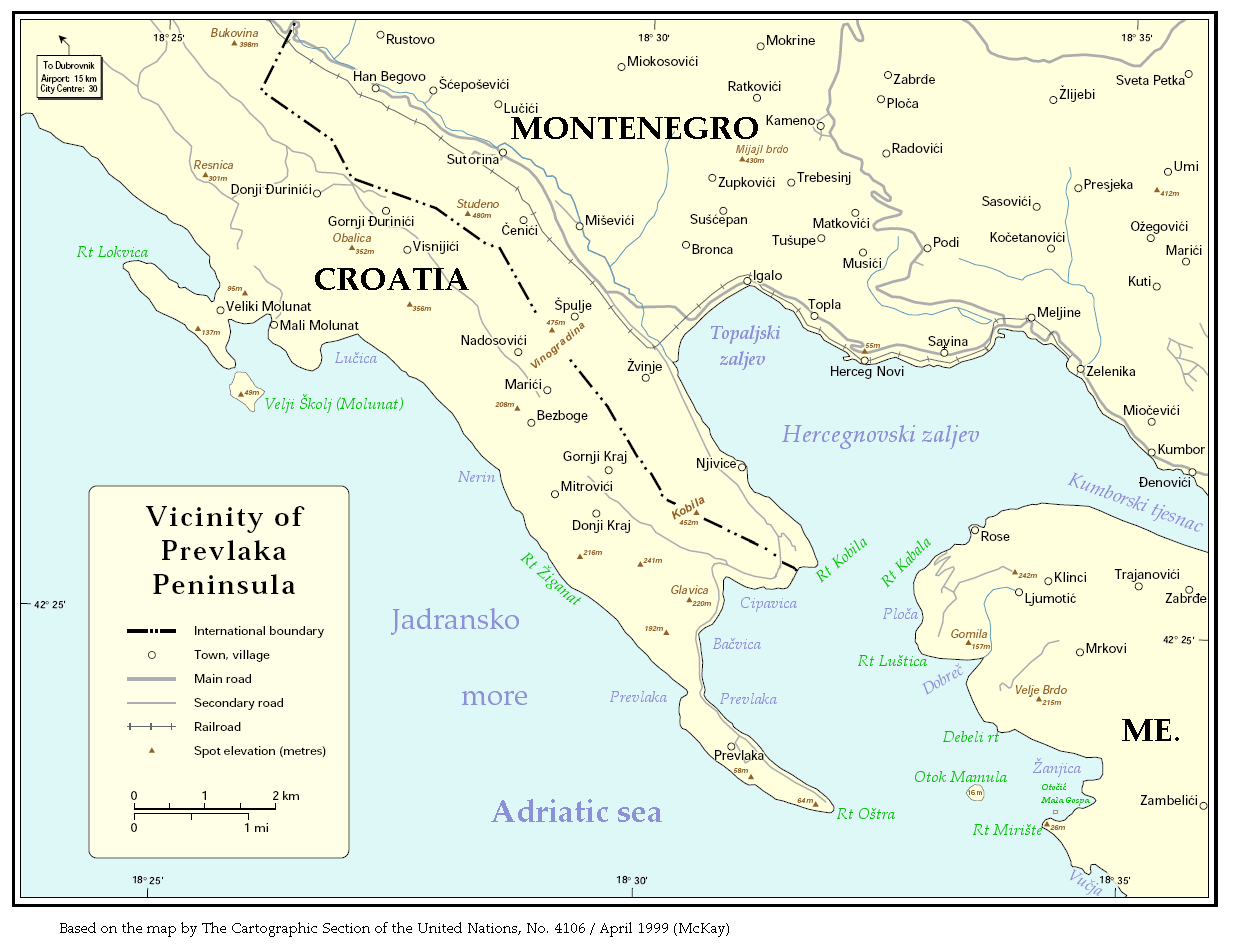 18° 25'
18° 30'
18° 35'
Bukovina
398m
Rustovo
Mokrine
Miokosovići
To Dubrovnik
Airport: 15 km
City Centre: 30
Han Begovo
Šćepoševići
Ratkovići
Zabrđe
Sveta Petka
Ploča
Žlijebi
Lučići
MONTENEGRO
Kameno
Sutorina
Mijajl brdo
430m
Radovići
Resnica
301m
Donji Đurinići
Zupkovići
Trebesinj
Presjeka
Umi
412m
Studeno
480m
Gornji Đurinići
Čenići
Miševići
Sušćepan
Matkovići
Sasovići
Obalica
352m
Visnijići
Bronca
Tušupe
Musići
Podi
Kočetanovići
Ožegovići
Marići
Rt Lokvica
CROATIA
Igalo
Kuti
95m
Veliki Molunat
356m
Špulje
Topla
Meljine
137m
Mali Molunat
475m
Vinogradina
Topaljski
zaljev
Lučica
Nadosovići
55m
Savina
Žvinje
Herceg Novi
Zelenika
49m
Velji Školj (Molunat)
Marići
208m
Bezboge
Miočevići
Hercegnovski zaljev
Kumbor
Gornji Kraj
Njivice
Nerin
Mitrovići
Đenovići
Kumborski tjesnac
Kobila
452m
Donji Kraj
Vicinity of
Prevlaka
Peninsula
Rose
216m
241m
Rt Kobila
Rt Kabala
Rt Žiganat
242m
Klinci
Trajanovići
Glavica
220m
Ljumotić
Zabrđe
42° 25'
Cipavica
Ploča
Jadransko
192m
Gomila
157m
42° 25'
International boundary
Bačvica
Mrkovi
Town, village
Rt Luštica
Main road
Dobreč
more
Prevlaka
Prevlaka
Velje Brdo
215m
Secondary road
Railroad
Debeli rt
ME.
Spot elevation (metres)
Prevlaka
58m
Žanjica
Otok Mamula
16 m
Otočić
Mala Gospa
0 1 2 km
64m
Zambelići
Adriatic sea
Rt Oštra
0 1 mi
Rt Mirište
26m
Vučja
18° 25'
18° 30'
18° 35'
Based on the map by The Cartographic Section of the United Nations, No. 4106 / April 1999 (McKay)